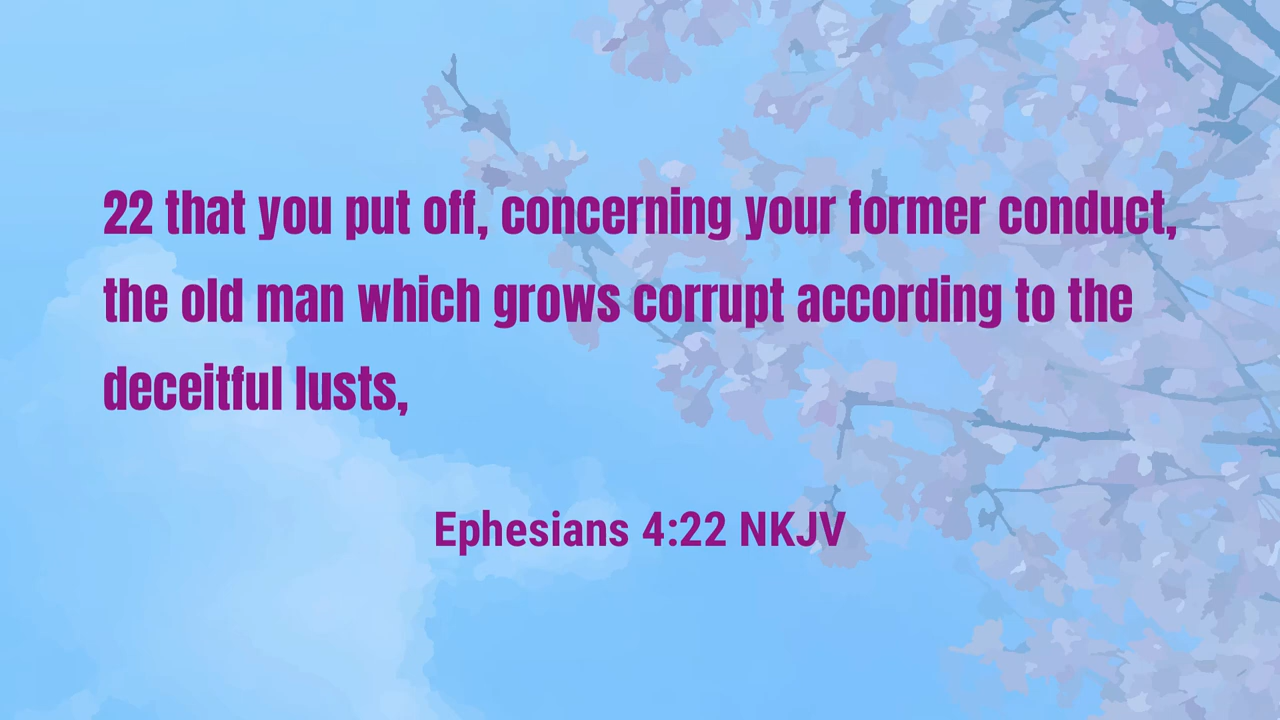 22 that you put off, concerning your former conduct,
the old man which grows corrupt according to the
deceitful lusts,
Ephesians 4:22 NKJV